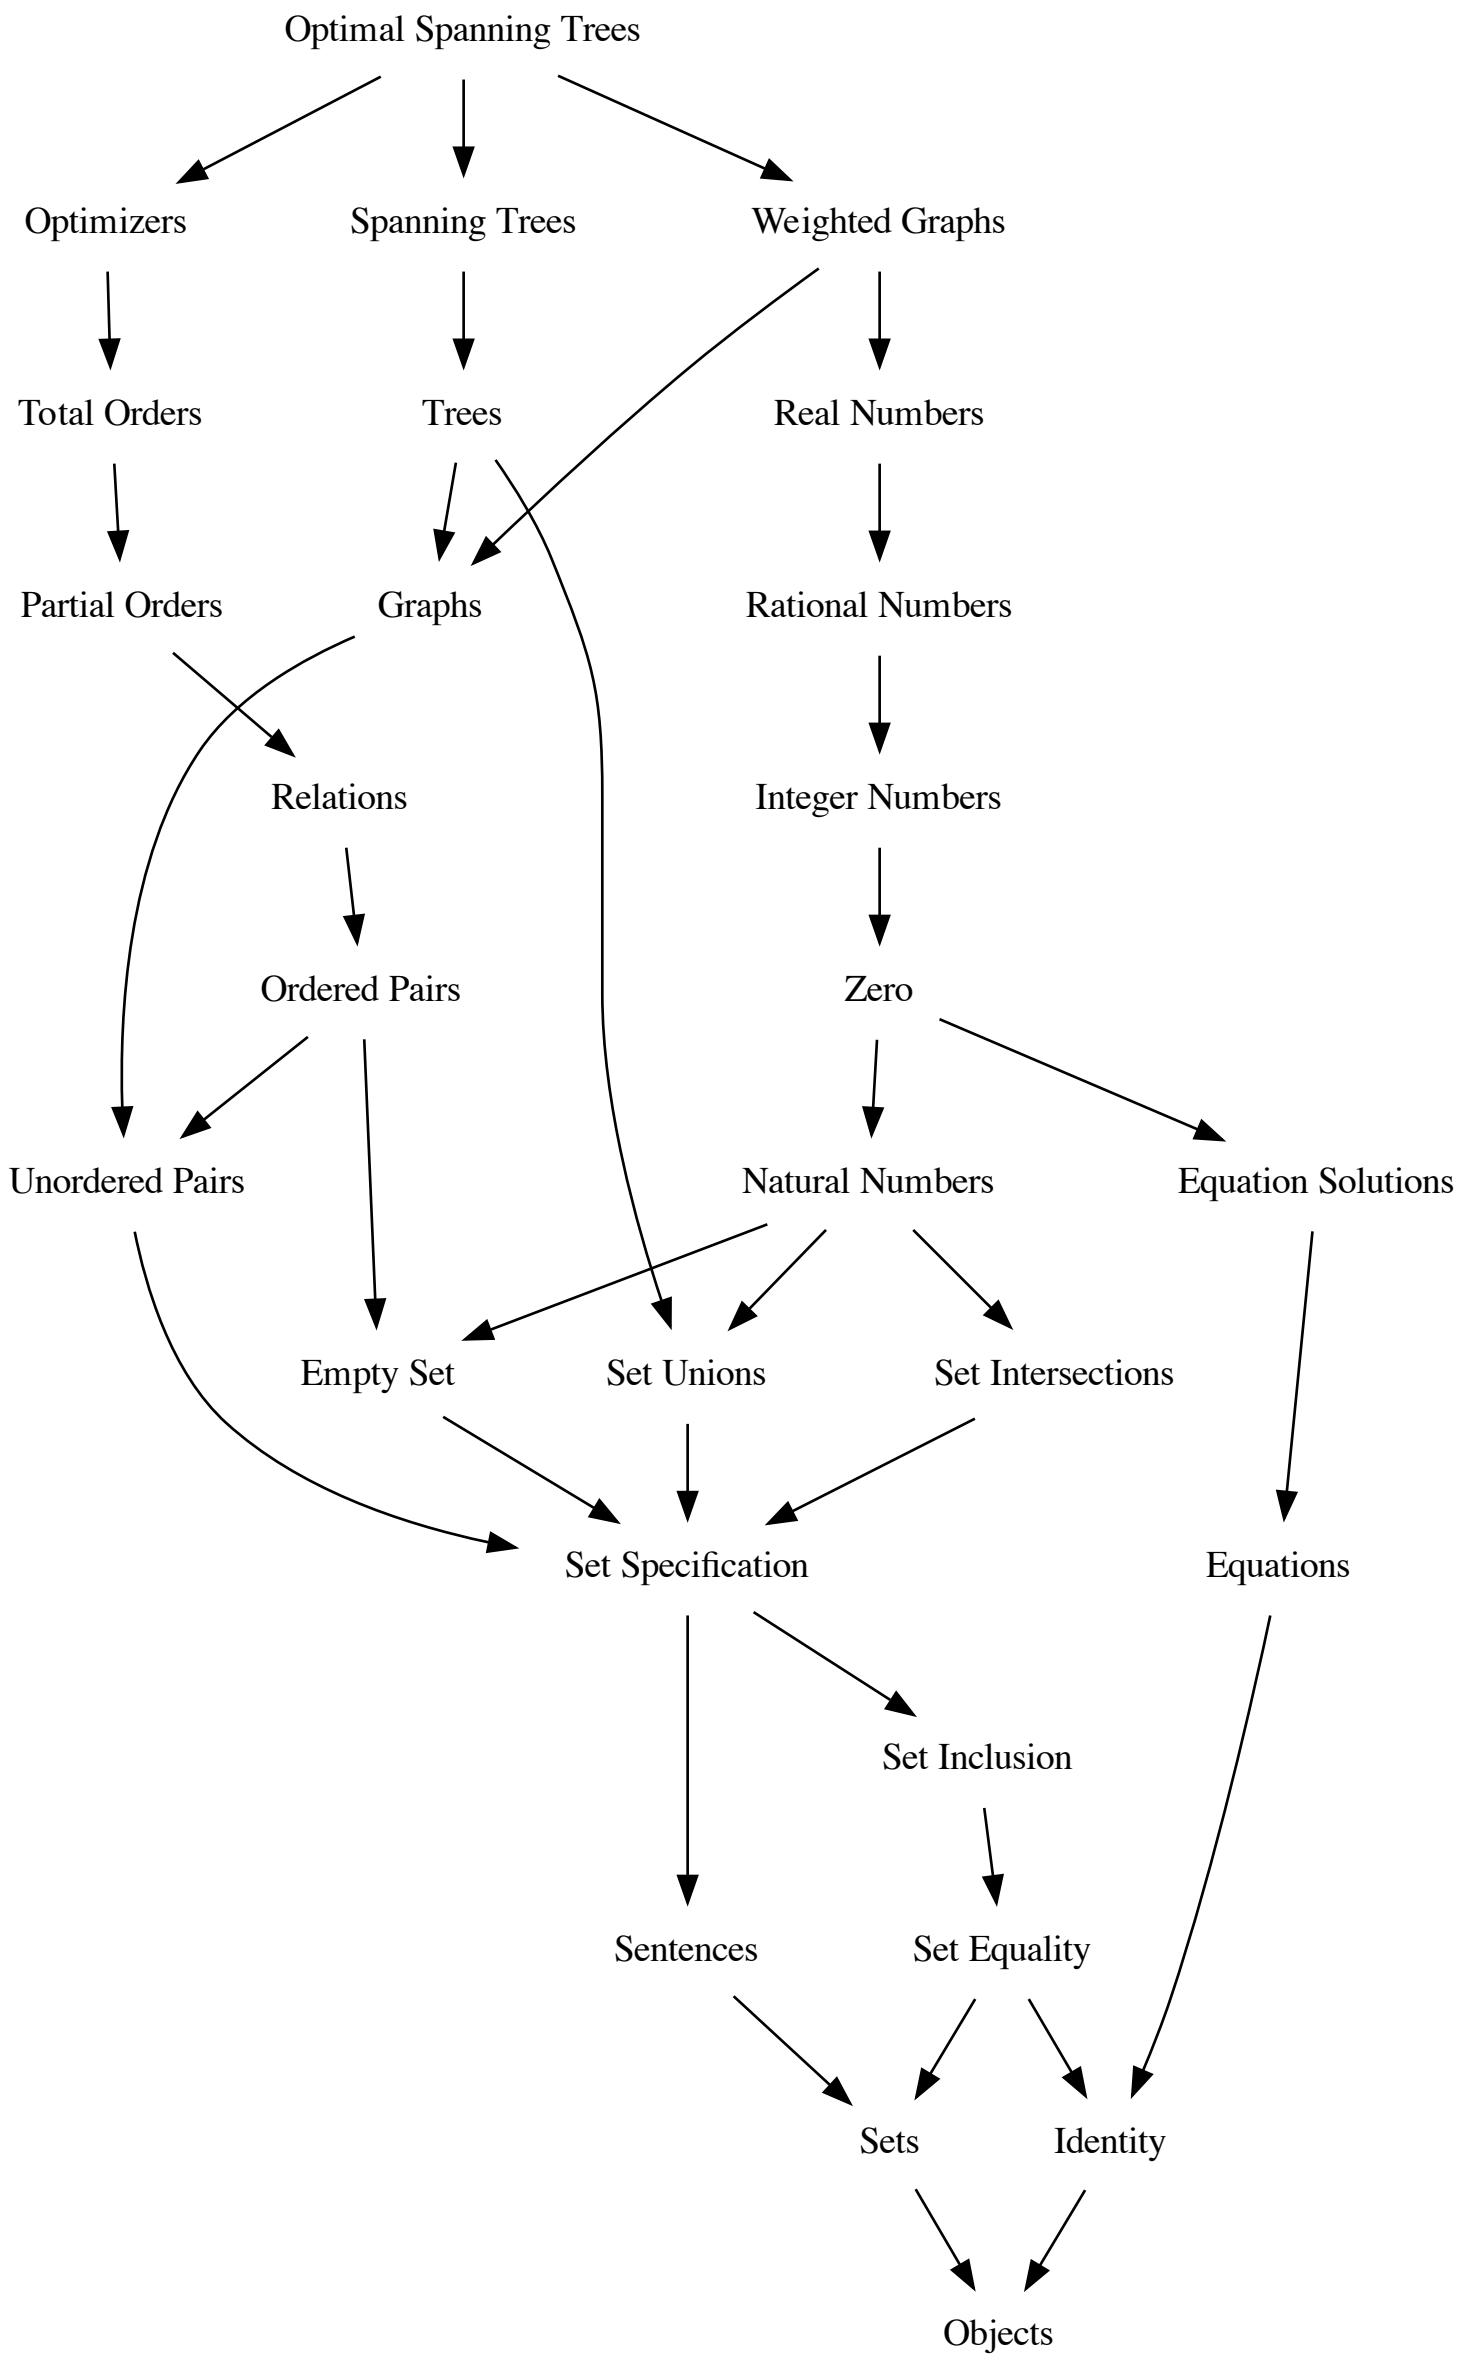 Optimal Spanning Trees
Optimizers
Spanning Trees
Weighted Graphs
Total Orders
Trees
Real Numbers
Partial Orders
Graphs
Rational Numbers
Relations
Integer Numbers
Ordered Pairs
Zero
Unordered Pairs
Natural Numbers
Equation Solutions
Empty Set
Set Unions
Set Intersections
Set Specification
Equations
Set Inclusion
Sentences
Set Equality
Sets
Identity
Objects